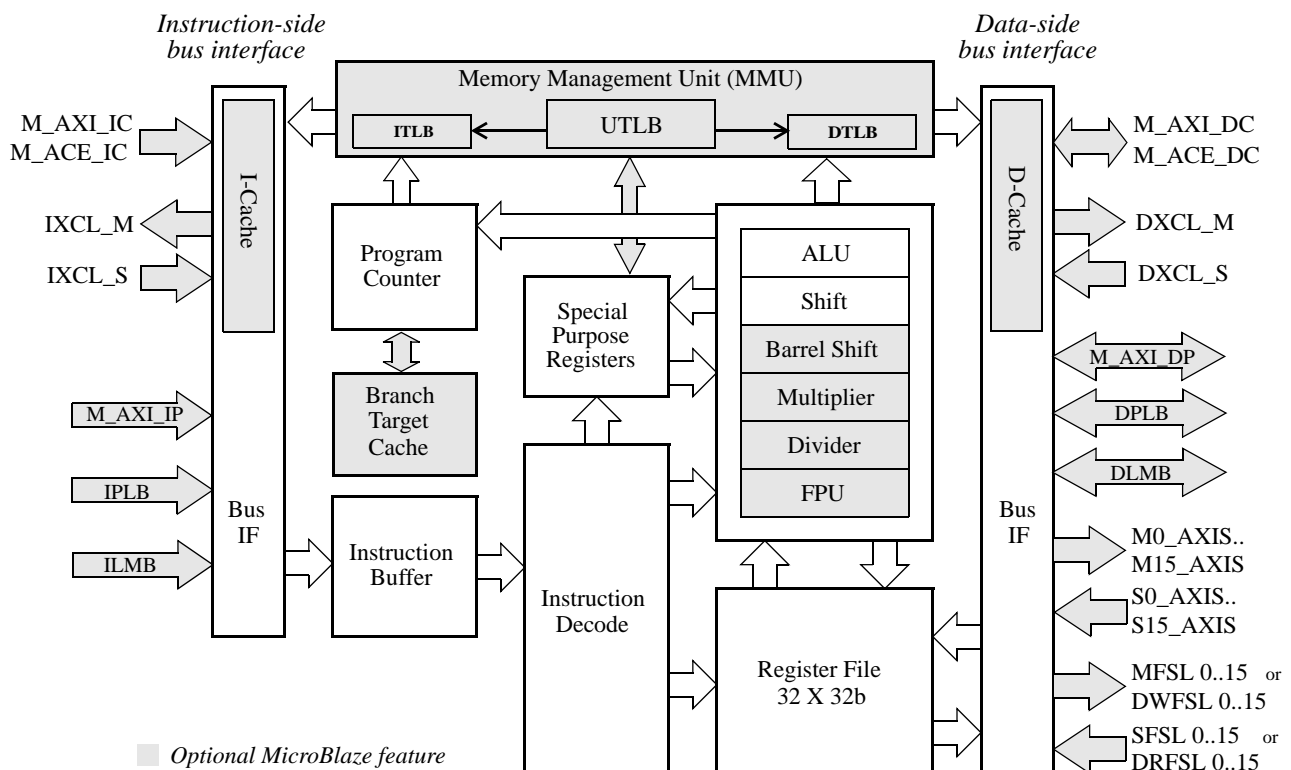 Instruction-side
bus interface
Data-side
bus interface
Memory Management Unit (MMU)
ITLB
UTLB
DTLB
M_AXI_IC
M_ACE_IC
IXCL_M
IXCL_S
M_AXI_IP
IPLB
ILMB
I-Cache
Bus
IF
Program
Counter
Branch
Target
Cache
Instruction
Buffer
Special
Purpose
Registers
Instruction
Decode
ALU
Shift
Barrel Shift
Multiplier
Divider
FPU
Register File
32 X 32b
D-Cache
Bus
IF
M_AXI_DC
M_ACE_DC
DXCL_M
DXCL_S
M_AXI_DP
DPLB
DLMB
M0_AXIS..
M15_AXIS
S0_AXIS..
S15_AXIS
MFSL 0..15 or
DWFSL 0..15
SFSL 0..15 or
DRFSL 0..15
Optional MicroBlaze feature